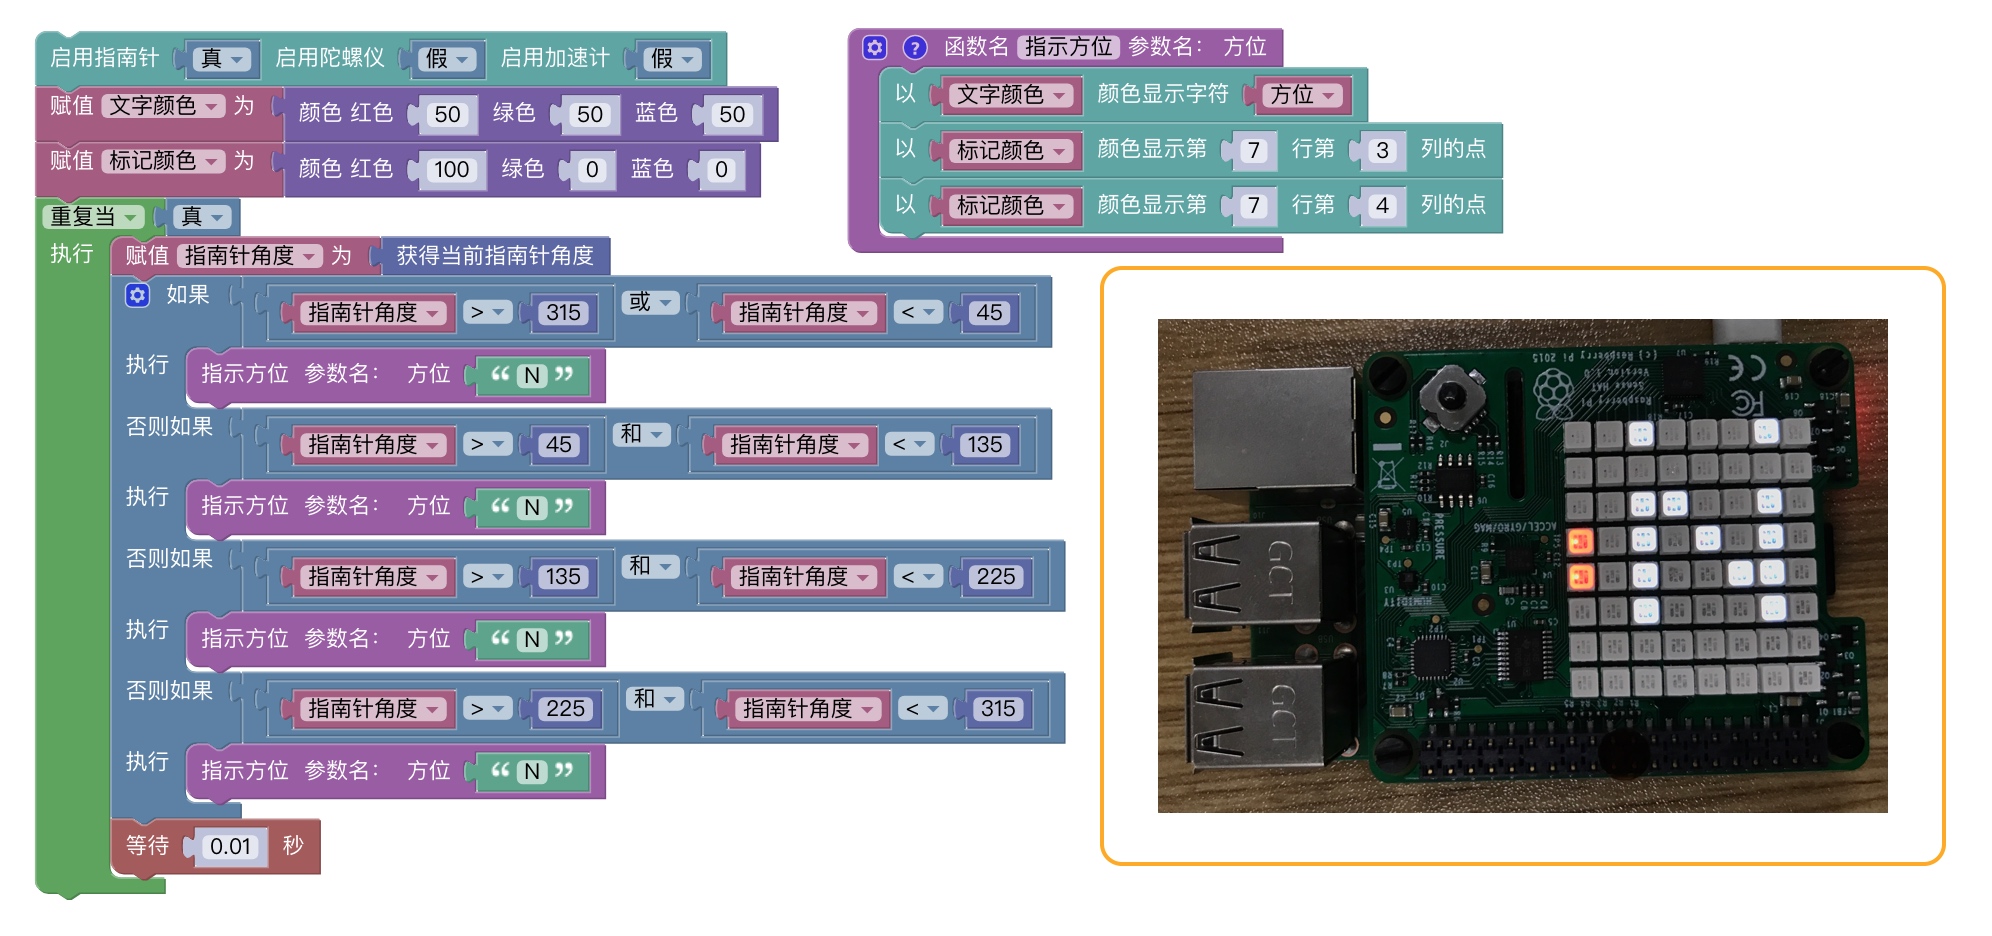 启用指南针 真 启用陀螺仪 假 启用加速计 假
赋值 文字颜色 为 颜色 红色 50 绿色 50 蓝色 50
赋值 标记颜色 为 颜色 红色 100 绿色 0 蓝色 0
重复当 真
执行 赋值 指南针角度 为 获得当前指南针角度
如果 指南针角度 > 315 或 指南针角度 < 45
执行 指示方位 参数名: 方位 “ N ”
否则如果 指南针角度 > 45 和 指南针角度 < 135
执行 指示方位 参数名: 方位 “ N ”
否则如果 指南针角度 > 135 和 指南针角度 < 225
执行 指示方位 参数名: 方位 “ N ”
否则如果 指南针角度 > 225 和 指南针角度 < 315
执行 指示方位 参数名: 方位 “ N ”
等待 0.01 秒
? 函数名 指示方位 参数名: 方位
以 文字颜色 颜色显示字符 方位
以 标记颜色 颜色显示第 7 行第 3 列的点
以 标记颜色 颜色显示第 7 行第 4 列的点
(c) Raspberry Pi 2015
Raspberry Pi
Sense HAT
Version 1.0
CE
FC
ACCEL/GYRO/MAG
PRESSURE
HUMIDITY
GCT
GCT